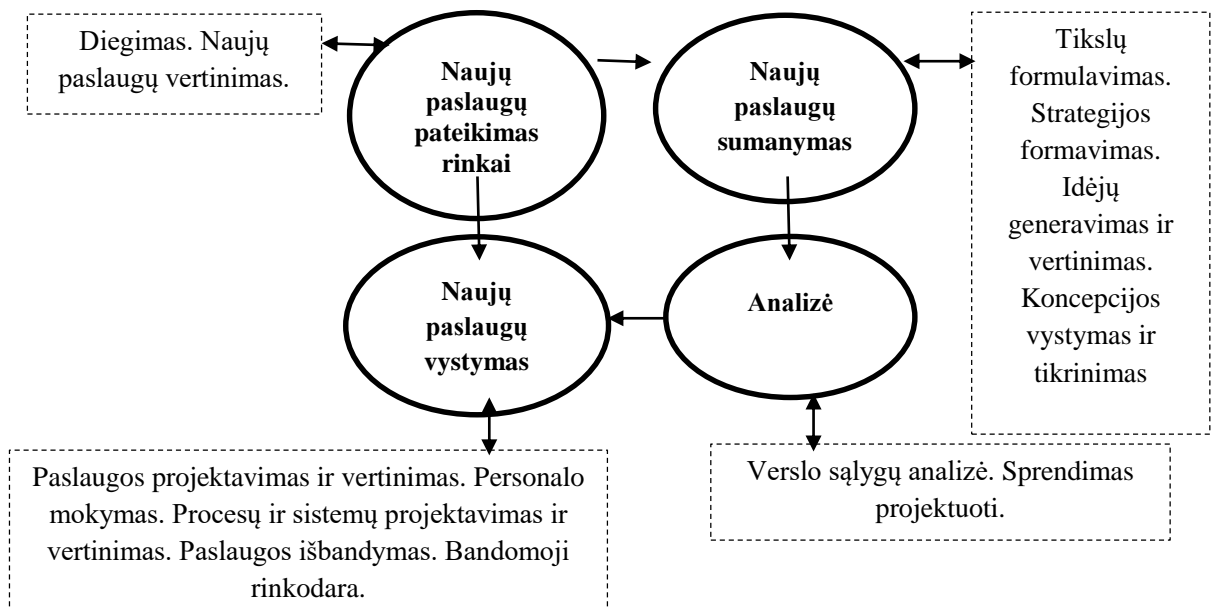 Diegimas. Naujų
paslaugų vertinimas.
Naujų
paslaugų
pateikimas
rinkai
Naujų
paslaugų
sumanymas
Tikslų
formulavimas.
Strategijos
formavimas.
Idėjų
generavimas ir
vertinimas.
Koncepcijos
vystymas ir
tikrinimas
Naujų
paslaugų
vystymas
Analizė
Paslaugos projektavimas ir vertinimas. Personalo
mokymas. Procesų ir sistemų projektavimas ir
vertinimas. Paslaugos išbandymas. Bandomoji
rinkodara.
Verslo sąlygų analizė. Sprendimas
projektuoti.